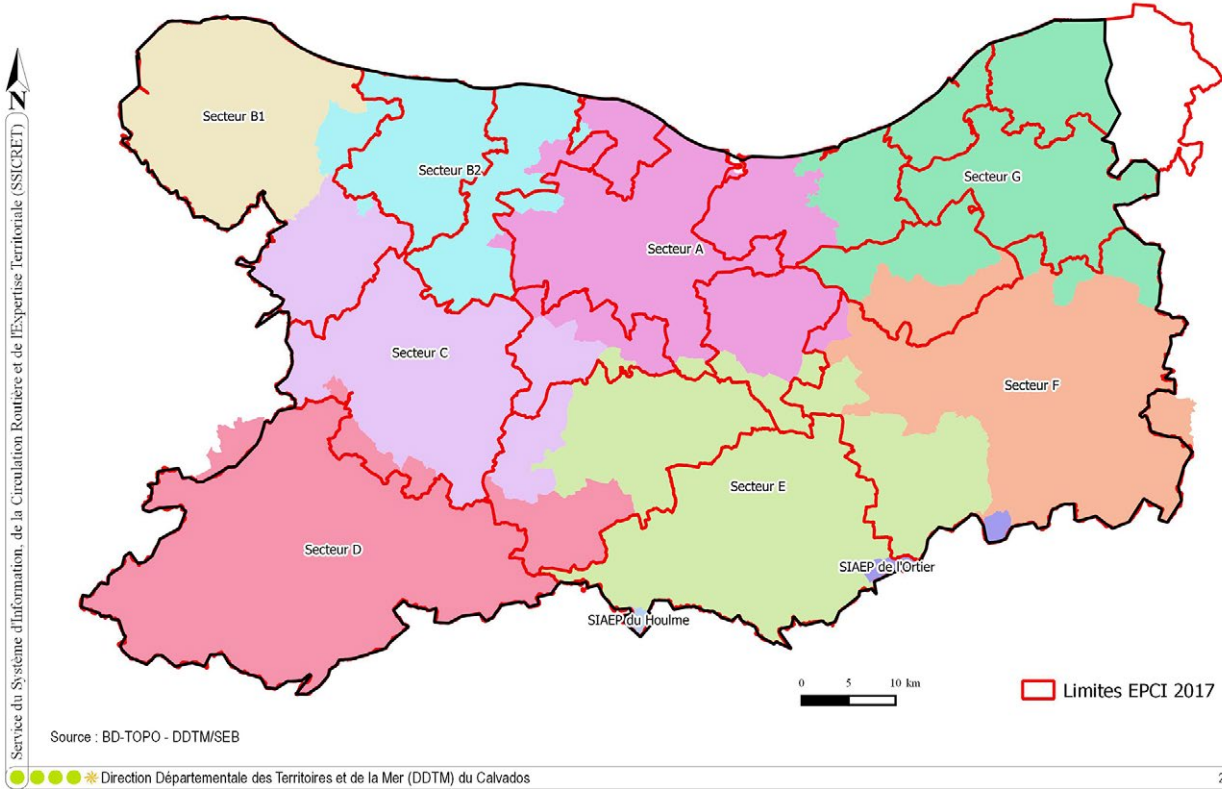 N
Service du Système d'Information, de la Circulation Routière et de l'Expertise Territoriale (SSICRET)
Secteur B1
Secteur B2
Secteur G
Secteur A
Secteur C
Secteur F
Secteur E
Secteur D
SIAEP de l'Ortier
SIAEP du Houlme
0 5 10 km
Limites EPCI 2017
Source : BD-TOPO - DDTM/SEB
Direction Départementale des Territoires et de la Mer (DDTM) du Calvados
2